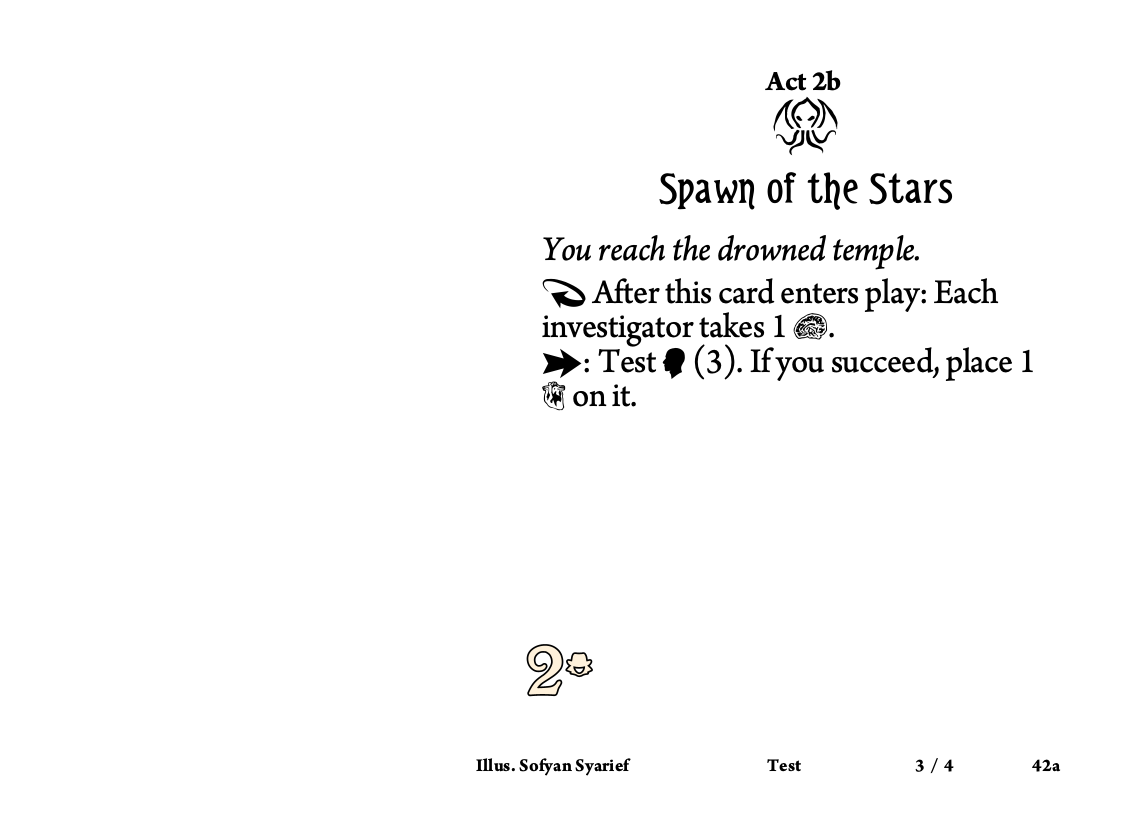 Act 2b
Spawn of the Stars
You reach the drowned temple.
After this card enters play: Each
investigator takes 1 .
: Test (3). If you succeed, place 1
on it.
2
Illus. Sofyan Syarief Test 3 / 4 42a